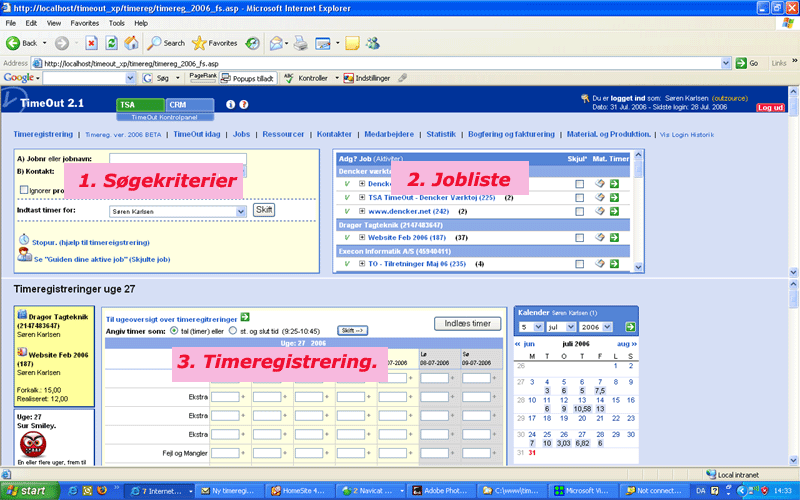 http://localhost/timeout_xp/timereg/timereg_2006_fs.asp - Microsoft Internet Explorer
File Edit View Favorites Tools Help
Back Search Favorites
Address http://localhost/timeout_xp/timereg/timereg_2006_fs.asp Go Links »
Google Søg PageRank Popups tilladt Kontroller Indstillinger
TimeOut 2.1 TSA CRM
TimeOut Kontrolpanel
Du er logget ind som: Søren Karlsen (outzource)
Dato: 31 Jul. 2006 - Sidste login: 28 Jul. 2006
Log ud
Timeregistrering | Timereg. ver. 2006 BETA | TimeOut idag | Jobs | Ressourcer | Kontakter | Medarbejdere | Statistik | Bogføring og fakturering | Material. og Produktion. | Vis Login Historik
A) Jobnr eller jobnavn:
B) Kontakt:
1. Søgekriterier
Ignorer pro
Indtast timer for: Søren Karlsen Skift
Stopur. (hjælp til timereigstrering)
Se "Guiden dine aktive job" (Skjulte job)
Adg? Job (Aktiviter) Skjul* Mat. Timer
Dencker værktø
2. Jobliste
V Dencke
V TSA TimeOut - Dencker Værktøj (225) (2)
V www.dencker.net (242) (2)
Dragør Tagteknik (2147483647)
V Website Feb 2006 (187) (37)
Execon Informatik A/S (45940411)
V TO - Tilretninger Maj 06 (235) (4)
Timeregistreringer uge 27
Dragør Tagteknik
(2147483647)
Søren Karlsen
Website Feb 2006
(187)
Søren Karlsen
Forkalk.: 15,00
Realiseret: 12,00
Uge: 27
Sur Smiley.
En eller flere uger, frem til
Til ugeoversigt over timeregitreringer
Angiv timer som: tal (timer) eller st. og slut tid (9:25-10:45) Skift -->
Indlæs timer
Uge: 27 2006
3. Timeregistrering.
-2006 Lø 08-07-2006 Sø 09-07-2006
Ekstra
Ekstra
Ekstra
Fejl og Mangler
Kalender Søren Karlsen (1)
5 jul 2006
« jun juli 2006 aug »
M T O T F L S
26 1 2
27 3 4 5 6 7 8 9
3 6 5 7,5
28 10 11 12 13 14 15 16
6 9 10,58 13
29 17 18 19 20 21 22 23
30 24 25 26 27 28 29 30
7 10 3,03 6,82 6
31 31
Local intranet
start 7 Internet... Ny timeregi... HomeSite 4... 2 Navicat ... Adobe Phot... C:\www\tim... Microsoft Vi... Not connect... DA 14:33